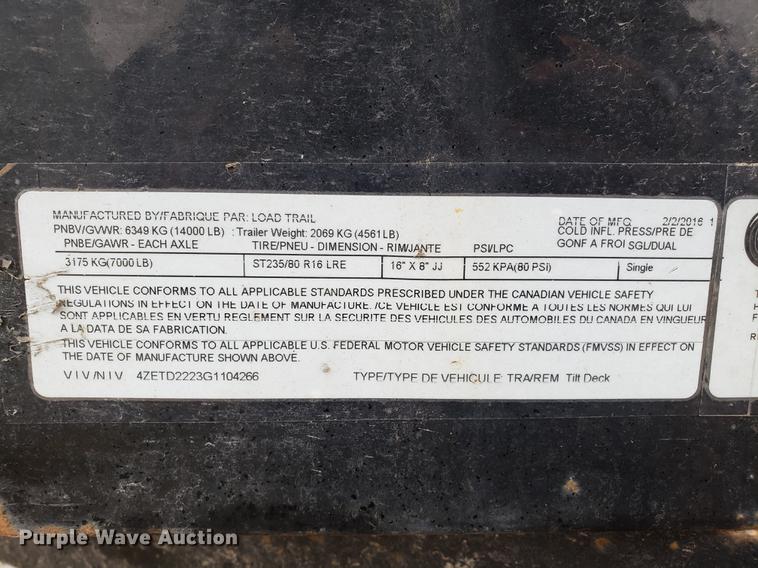 MANUFACTURED BY/FABRIQUE PAR: LOAD TRAIL DATE OF MFG 2/2/2016 1
PNBV/GVWR: 6349 KG (14000 LB) : Trailer Weight: 2069 KG (4561LB) COLD INFL. PRESS/PRE DE
PNBE/GAWR - EACH AXLE TIRE/PNEU - DIMENSION - RIM/JANTE PSI/LPC GONF A FROI SGL/DUAL
3175 KG(7000 LB) ST235/80 R16 LRE 16" X 8" JJ 552 KPA(80 PSI) Single
THIS VEHICLE CONFORMS TO ALL APPLICABLE STANDARDS PRESCRIBED UNDER THE CANADIAN VEHICLE SAFETY
REGULATIONS IN EFFECT ON THE DATE OF MANUFACTURE. /CE VEHICLE EST CONFORME A TOUTES LES NORMES QUI LUI
SONT APPLICABLES EN VERTU REGLEMENT SUR LA SECURITE DES VEHICULES DES AUTOMOBILES DU CANADA EN VINGUEUR
A LA DATA DE SA FABRICATION.
THIS VEHICLE CONFORMS TO ALL APPLICABLE U.S. FEDERAL MOTOR VEHICLE SAFETY STANDARDS (FMVSS) IN EFFECT ON
THE DATE OF MANUFACTURE SHOWN ABOVE.
V I V / N I V 4ZETD2223G1104266 TYPE/TYPE DE VEHICULE: TRA/REM Tilt Deck
Purple Wave Auction